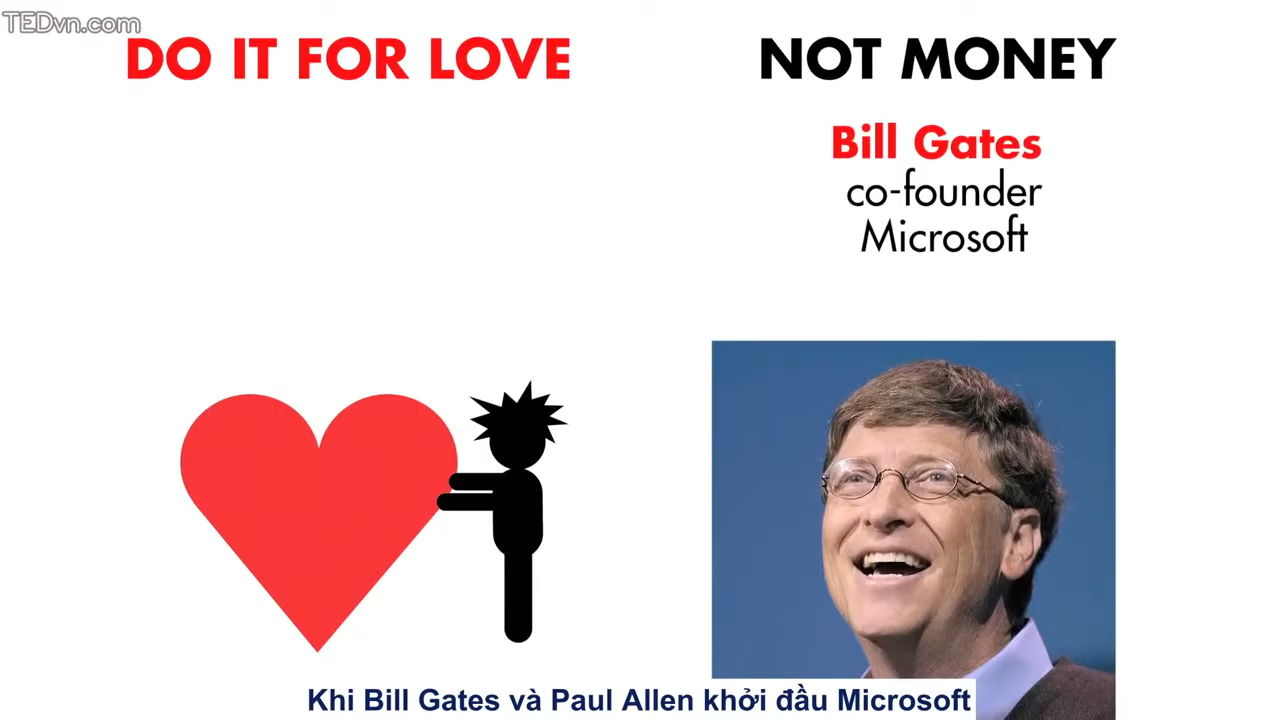 TEDvn.com
DO IT FOR LOVE
NOT MONEY
Bill Gates
co-founder
Microsoft
Khi Bill Gates và Paul Allen khởi đầu Microsoft